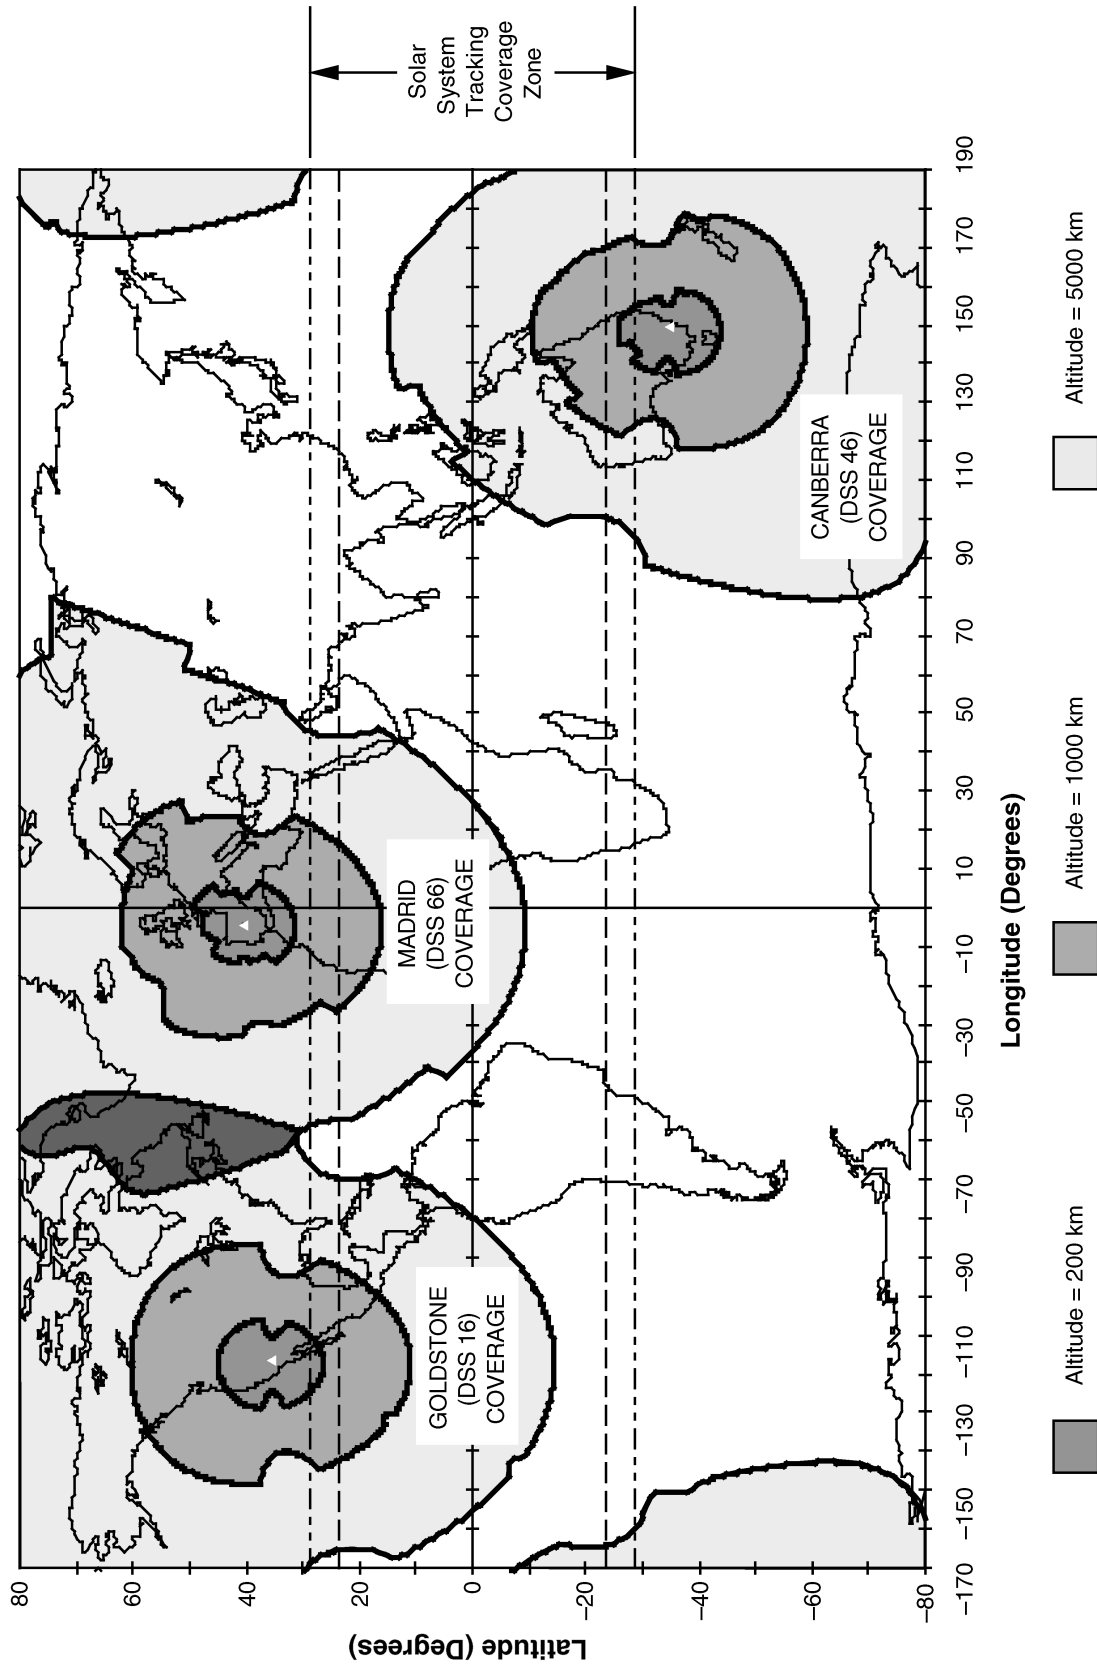 Solar
System
Tracking
Coverage
Zone
80
60
40
20
0
−20
−40
−60
−80
Latitude (Degrees)
GOLDSTONE
(DSS 16)
COVERAGE
MADRID
(DSS 66)
COVERAGE
CANBERRA
(DSS 46)
COVERAGE
−170
−150
−130
−110
−90
−70
−50
−30
−10
10
30
50
70
90
110
130
150
170
190
Longitude (Degrees)
Altitude = 200 km
Altitude = 1000 km
Altitude = 5000 km